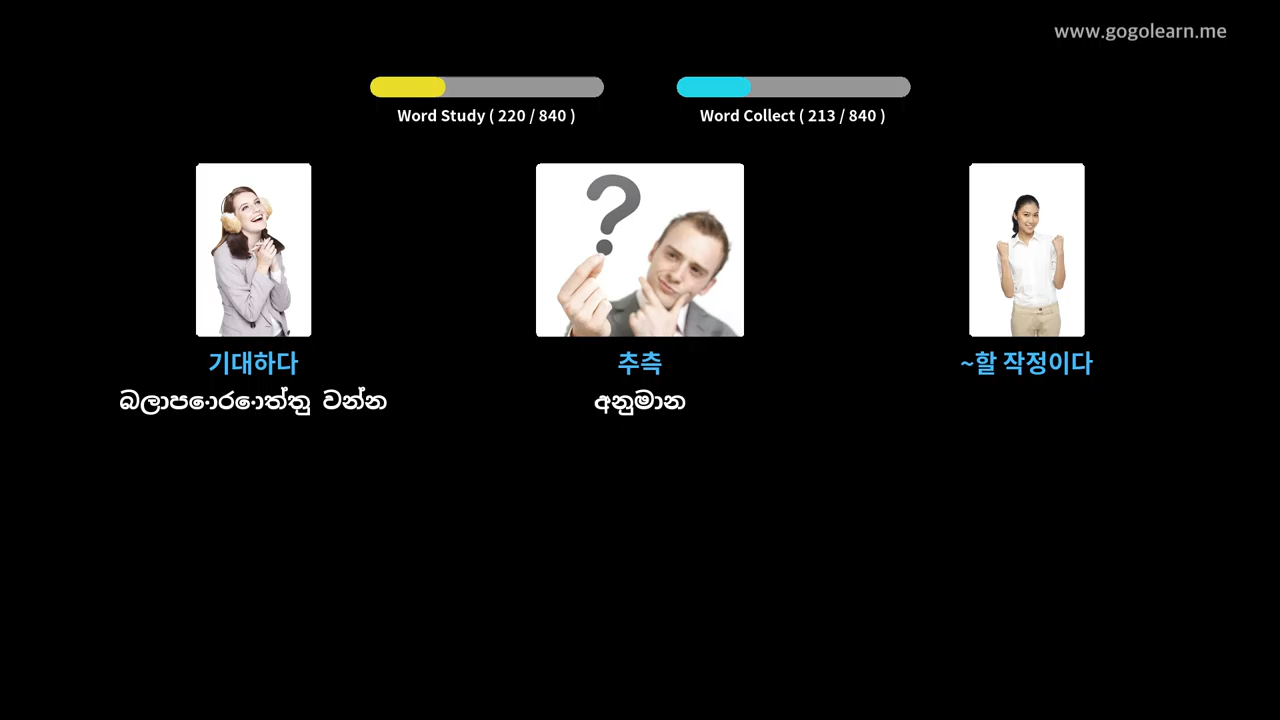 www.gogolearn.me
Word Study ( 220 / 840 )
Word Collect ( 213 / 840 )
기대하다
추측
~할 작정이다
බලාපොරොත්තු වන්න
අනුමාන